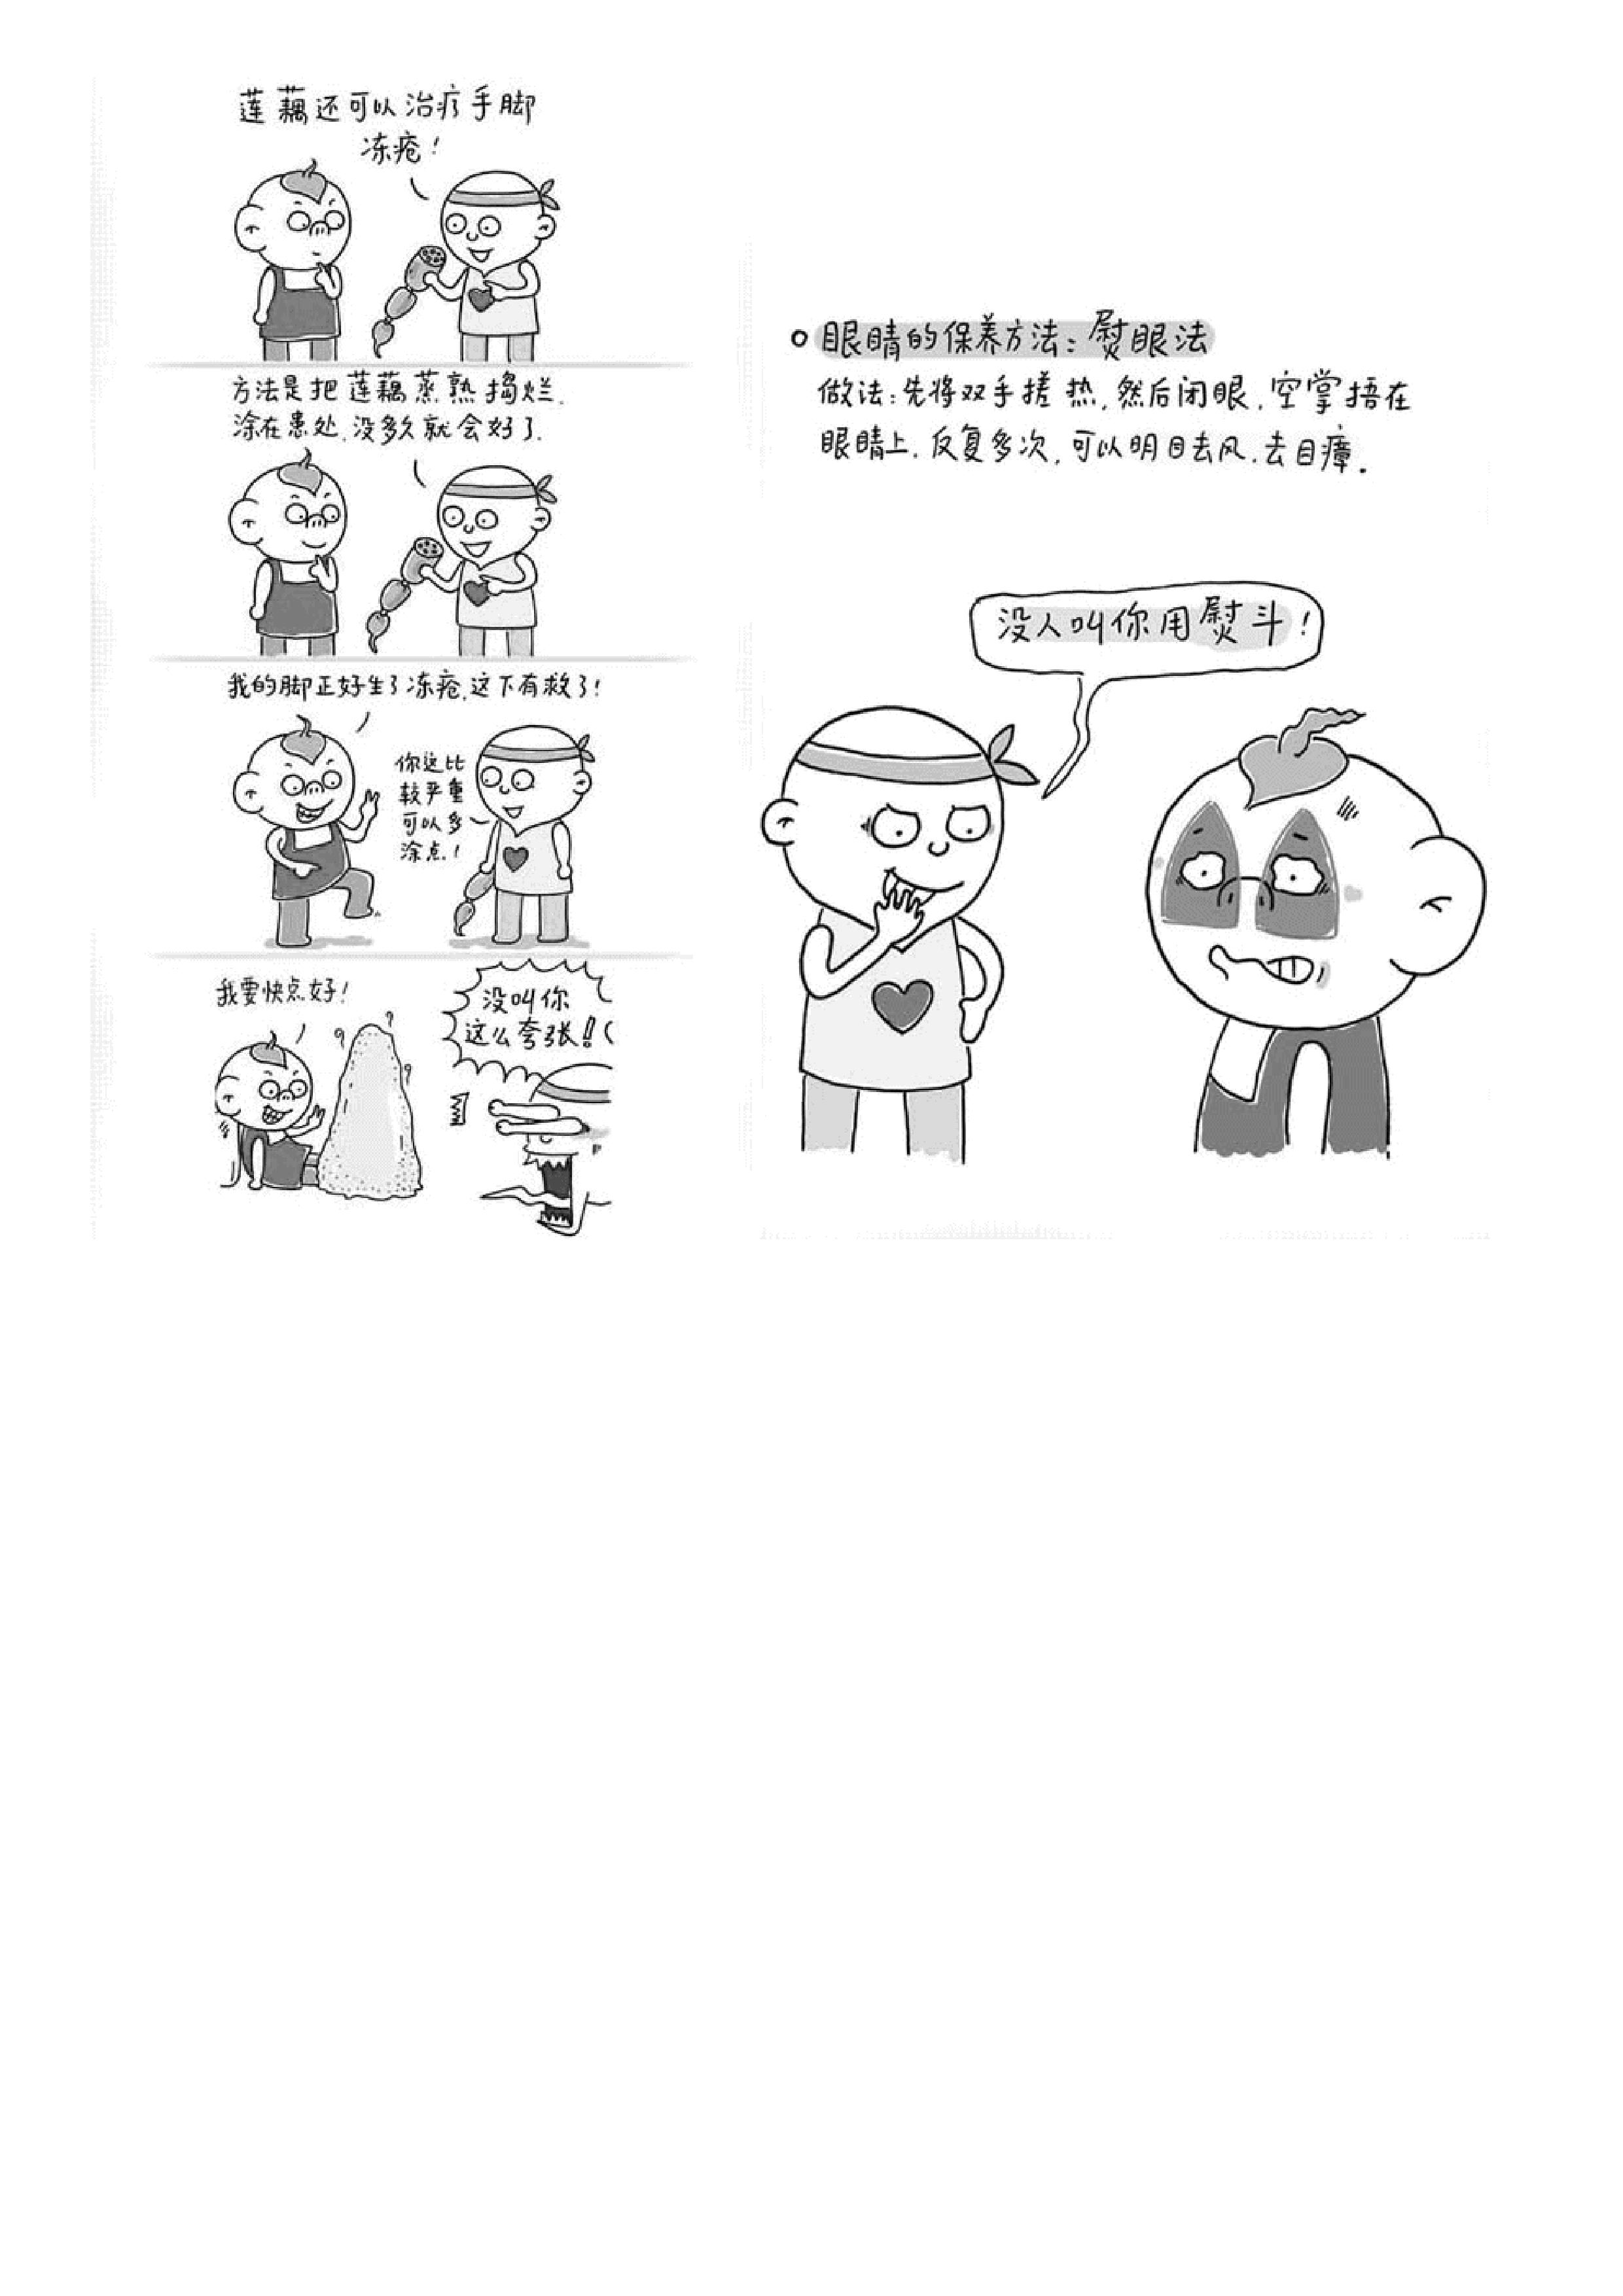 莲藕还可以治疗手脚
冻疮！
方法是把莲藕蒸熟捣烂，
涂在患处，没多久就会好了．
我的脚正好生了冻疮，这下有救了！
你这比
较严重
可以多
涂点！
我要快点好！
没叫你
这么夸张！！
眼睛的保养方法：熨眼法
做法：先将双手搓热，然后闭眼，空掌捂在
眼睛上．反复多次，可以明目去风．去目瘴．
没人叫你用熨斗！